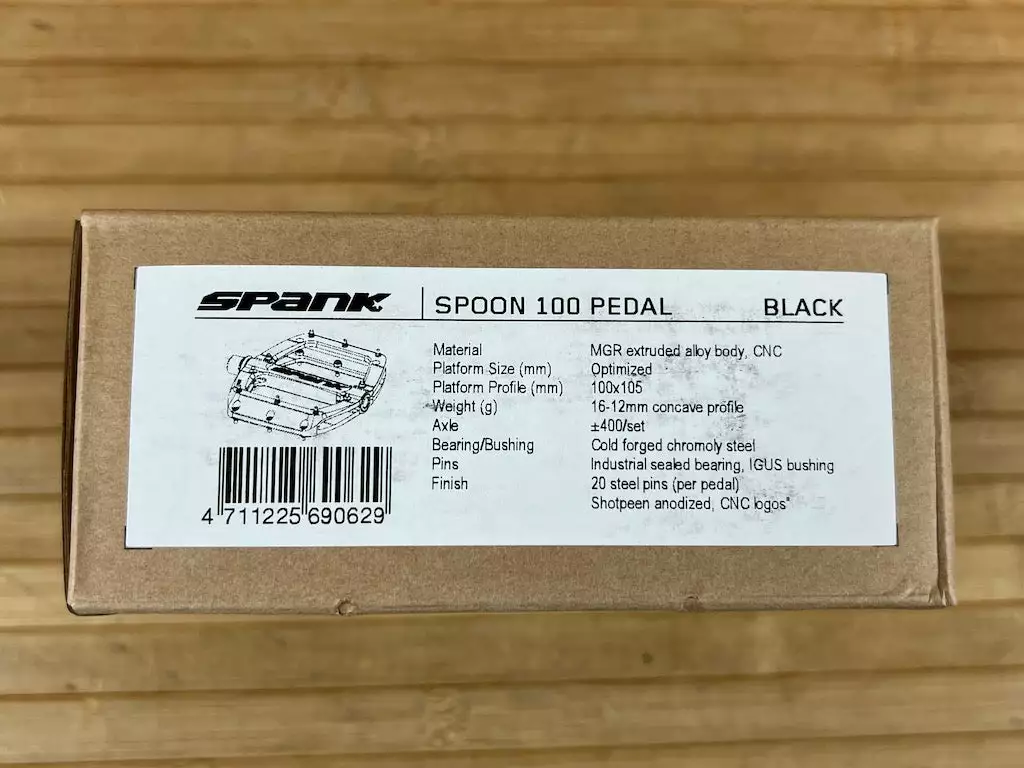 SPANK SPOON 100 PEDAL BLACK
Material MGR extruded alloy body, CNC
Platform Size (mm) Optimized
Platform Profile (mm) 100x105
Weight (g) 16-12mm concave profile
Axle ±400/set
Bearing/Bushing Cold forged chromoly steel
Pins Industrial sealed bearing, IGUS bushing
Finish 20 steel pins (per pedal)
Shotpeen anodized, CNC logos"
4 711225 690629